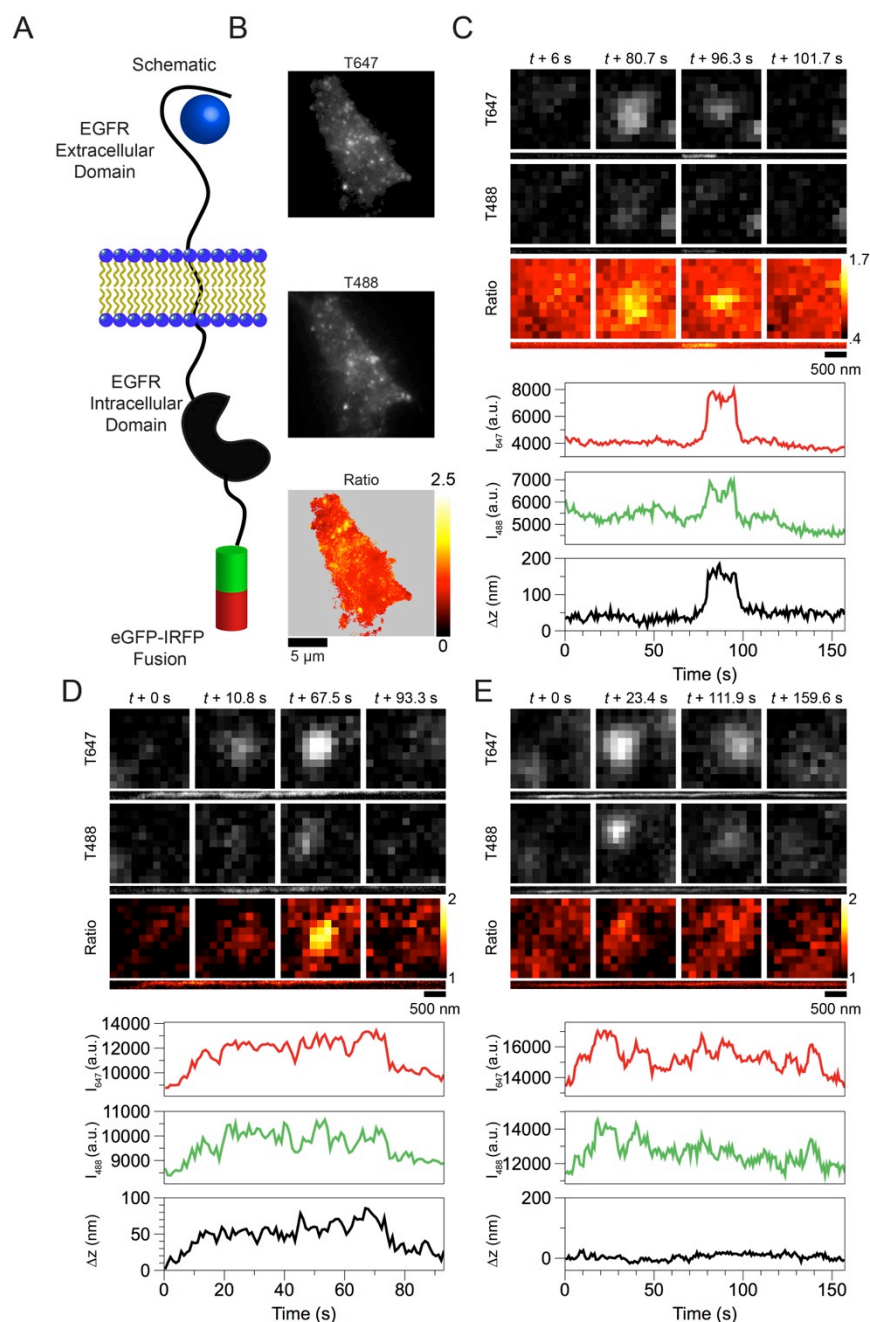 A
Schematic
EGFR
Extracellular
Domain
EGFR
Intracellular
Domain
eGFP-IRFP
Fusion
B
T647
T488
Ratio
2.5
0
5 μm
C
t + 6 s
t + 80.7 s
t + 96.3 s
t + 101.7 s
T647
T488
Ratio
1.7
.4
500 nm
8000
6000
4000
I647 (a.u.)
7000
6000
5000
I488 (a.u.)
200
100
0
Δz (nm)
0
50
100
150
Time (s)
D
t + 0 s
t + 10.8 s
t + 67.5 s
t + 93.3 s
T647
T488
Ratio
2
1
500 nm
14000
12000
10000
I647 (a.u.)
11000
10000
9000
I488 (a.u.)
100
50
0
Δz (nm)
0
20
40
60
80
Time (s)
E
t + 0 s
t + 23.4 s
t + 111.9 s
t + 159.6 s
T647
T488
Ratio
2
1
500 nm
16000
14000
I647 (a.u.)
14000
12000
I488 (a.u.)
200
0
Δz (nm)
0
50
100
150
Time (s)